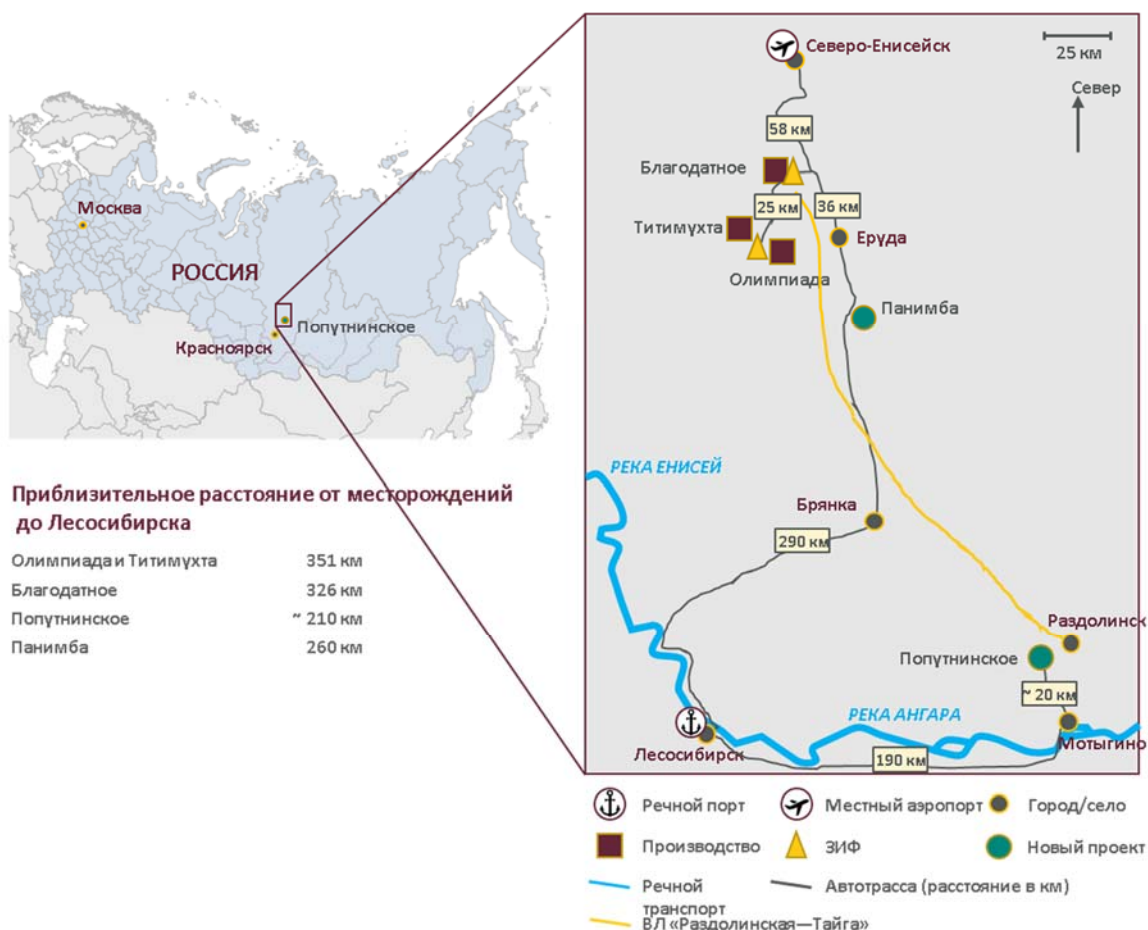 Москва
РОССИЯ
Попутнинское
Красноярск
Приблизительное расстояние от месторождений
до Лесосибирска
Олимпиада и Титимухта 351 км
Благодатное 326 км
Попутнинское ~ 210 км
Панимба 260 км
Северо-Енисейск
25 км
Север
58 км
Благодатное
25 км
36 км
Титимухта
Еруда
Олимпиада
Панимба
РЕКА ЕНИСЕЙ
Брянка
290 км
Раздолинск
Попутнинское
~ 20 км
РЕКА АНГАРА
Лесосибирск
Мотыгино
190 км
Речной порт
Местный аэропорт
Город/село
Производство
ЗИФ
Новый проект
Речной
транспорт
Автотрасса (расстояние в км)
ВЛ «Раздолинская—Тайга»